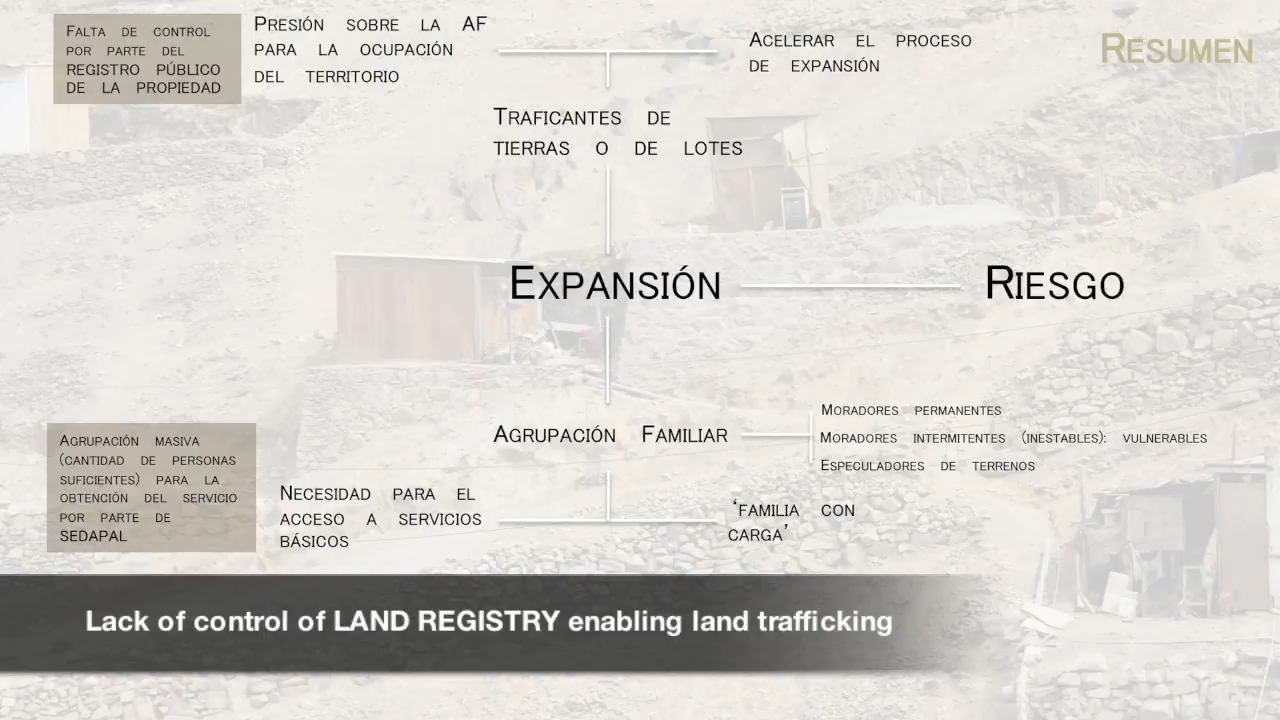 Falta de control
por parte del
registro público
de la propiedad
Presión sobre la AF
para la ocupación
del territorio
Acelerar el proceso
de expansión
Resumen
Traficantes de
tierras o de lotes
Expansión
Riesgo
Agrupación Familiar
Moradores permanentes
Moradores intermitentes (inestables): vulnerables
Especuladores de terrenos
Agrupación masiva
(cantidad de personas
suficientes) para la
obtención del servicio
por parte de
SEDAPAL
Necesidad para el
acceso a servicios
básicos
‘familia con
carga’
Lack of control of LAND REGISTRY enabling land trafficking